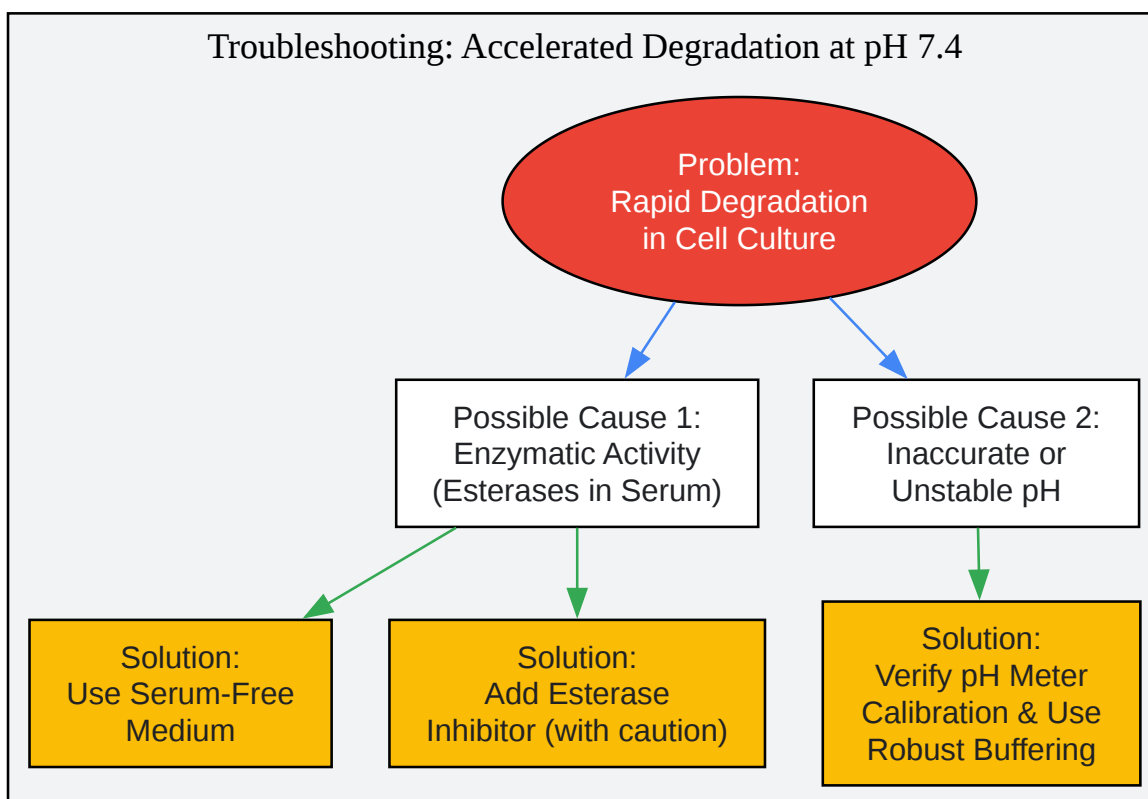 Troubleshooting: Accelerated Degradation at pH 7.4
Problem:
Rapid Degradation
in Cell Culture
Possible Cause 1:
Enzymatic Activity
(Esterases in Serum)
Possible Cause 2:
Inaccurate or
Unstable pH
Solution:
Use Serum-Free
Medium
Solution:
Add Esterase
Inhibitor (with caution)
Solution:
Verify pH Meter
Calibration & Use
Robust Buffering